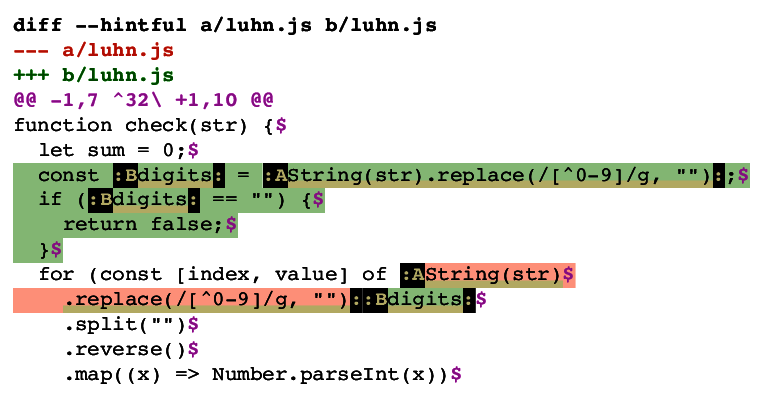 diff --hintful a/luhn.js b/luhn.js
--- a/luhn.js
+++ b/luhn.js
@@ -1,7 ^32\ +1,10 @@
function check(str) {$
  let sum = 0;$
  const :Bdigits: = :AString(str).replace(/[^0-9]/g, ""):;$
  if (:Bdigits: == "") {$
    return false;$
  }$
  for (const [index, value] of :AString(str)$
    .replace(/[^0-9]/g, "")::Bdigits:$
    .split("")$
    .reverse()$
    .map((x) => Number.parseInt(x))$